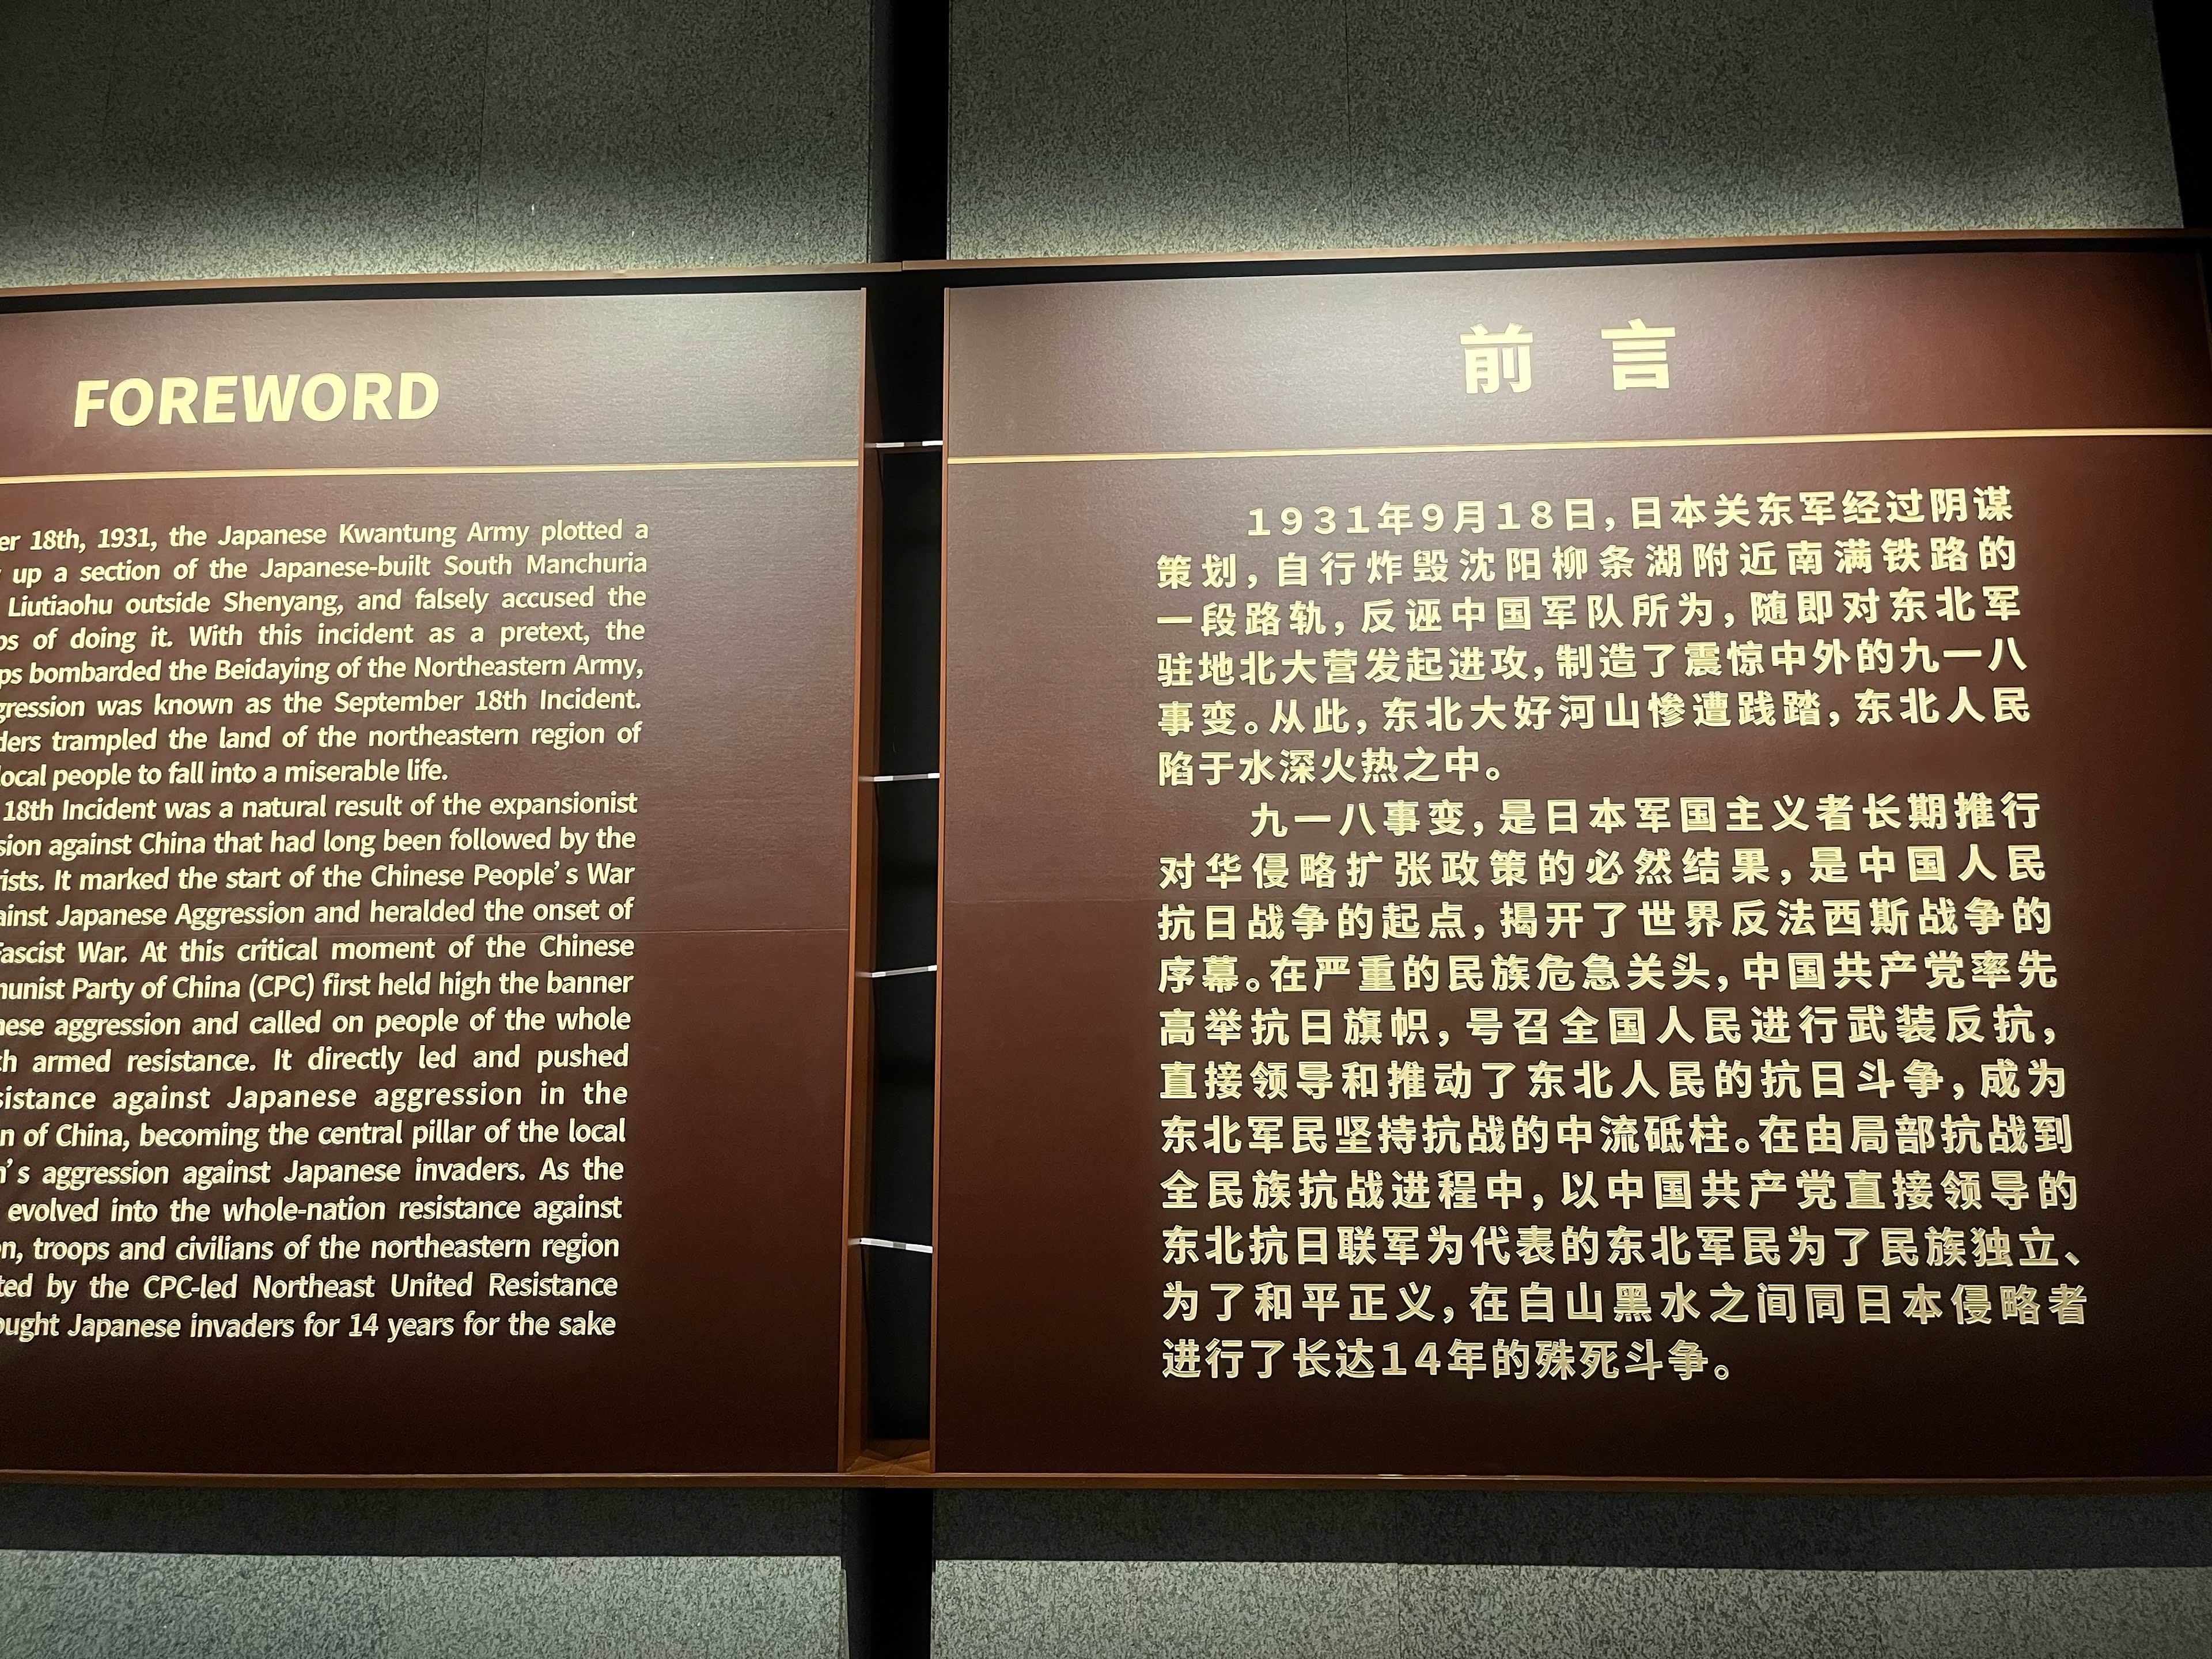 FOREWORD
18th, 1931, the Japanese Kwantung Army plotted a
up a section of the Japanese-built South Manchuria
Liutiaohu outside Shenyang, and falsely accused the
of doing it. With this incident as a pretext, the
bombarded the Beidaying of the Northeastern Army,
was known as the September 18th Incident.
trampled the land of the northeastern region of
local people to fall into a miserable life.
18th Incident was a natural result of the expansionist
against China that had long been followed by the
It marked the start of the Chinese People's War
Japanese Aggression and heralded the onset of
War. At this critical moment of the Chinese
Party of China (CPC) first held high the banner
aggression and called on people of the whole
armed resistance. It directly led and pushed
against Japanese aggression in the
of China, becoming the central pillar of the local
aggression against Japanese invaders. As the
evolved into the whole-nation resistance against
troops and civilians of the northeastern region
by the CPC-led Northeast United Resistance
Japanese invaders for 14 years for the sake
前言
1931年9月18日,日本关东军经过阴谋
策划,自行炸毁沈阳柳条湖附近南满铁路的
一段路轨,反诬中国军队所为,随即对东北军
驻地北大营发起进攻,制造了震惊中外的九一八
事变。从此,东北大好河山惨遭践踏,东北人民
陷于水深火热之中。
九一八事变,是日本军国主义者长期推行
对华侵略扩张政策的必然结果,是中国人民
抗日战争的起点,揭开了世界反法西斯战争的
序幕。在严重的民族危急关头,中国共产党率先
高举抗日旗帜,号召全国人民进行武装反抗,
直接领导和推动了东北人民的抗日斗争,成为
东北军民坚持抗战的中流砥柱。在由局部抗战到
全民族抗战进程中,以中国共产党直接领导的
东北抗日联军为代表的东北军民为了民族独立、
为了和平正义,在白山黑水之间同日本侵略者
进行了长达14年的殊死斗争。